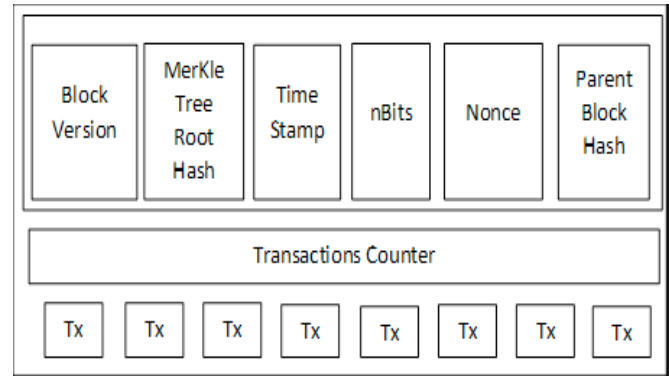 Block
Version
MerKle
Tree
Root
Hash
Time
Stamp
nBits
Nonce
Parent
Block
Hash
Transactions Counter
Tx
Tx
Tx
Tx
Tx
Tx
Tx
Tx